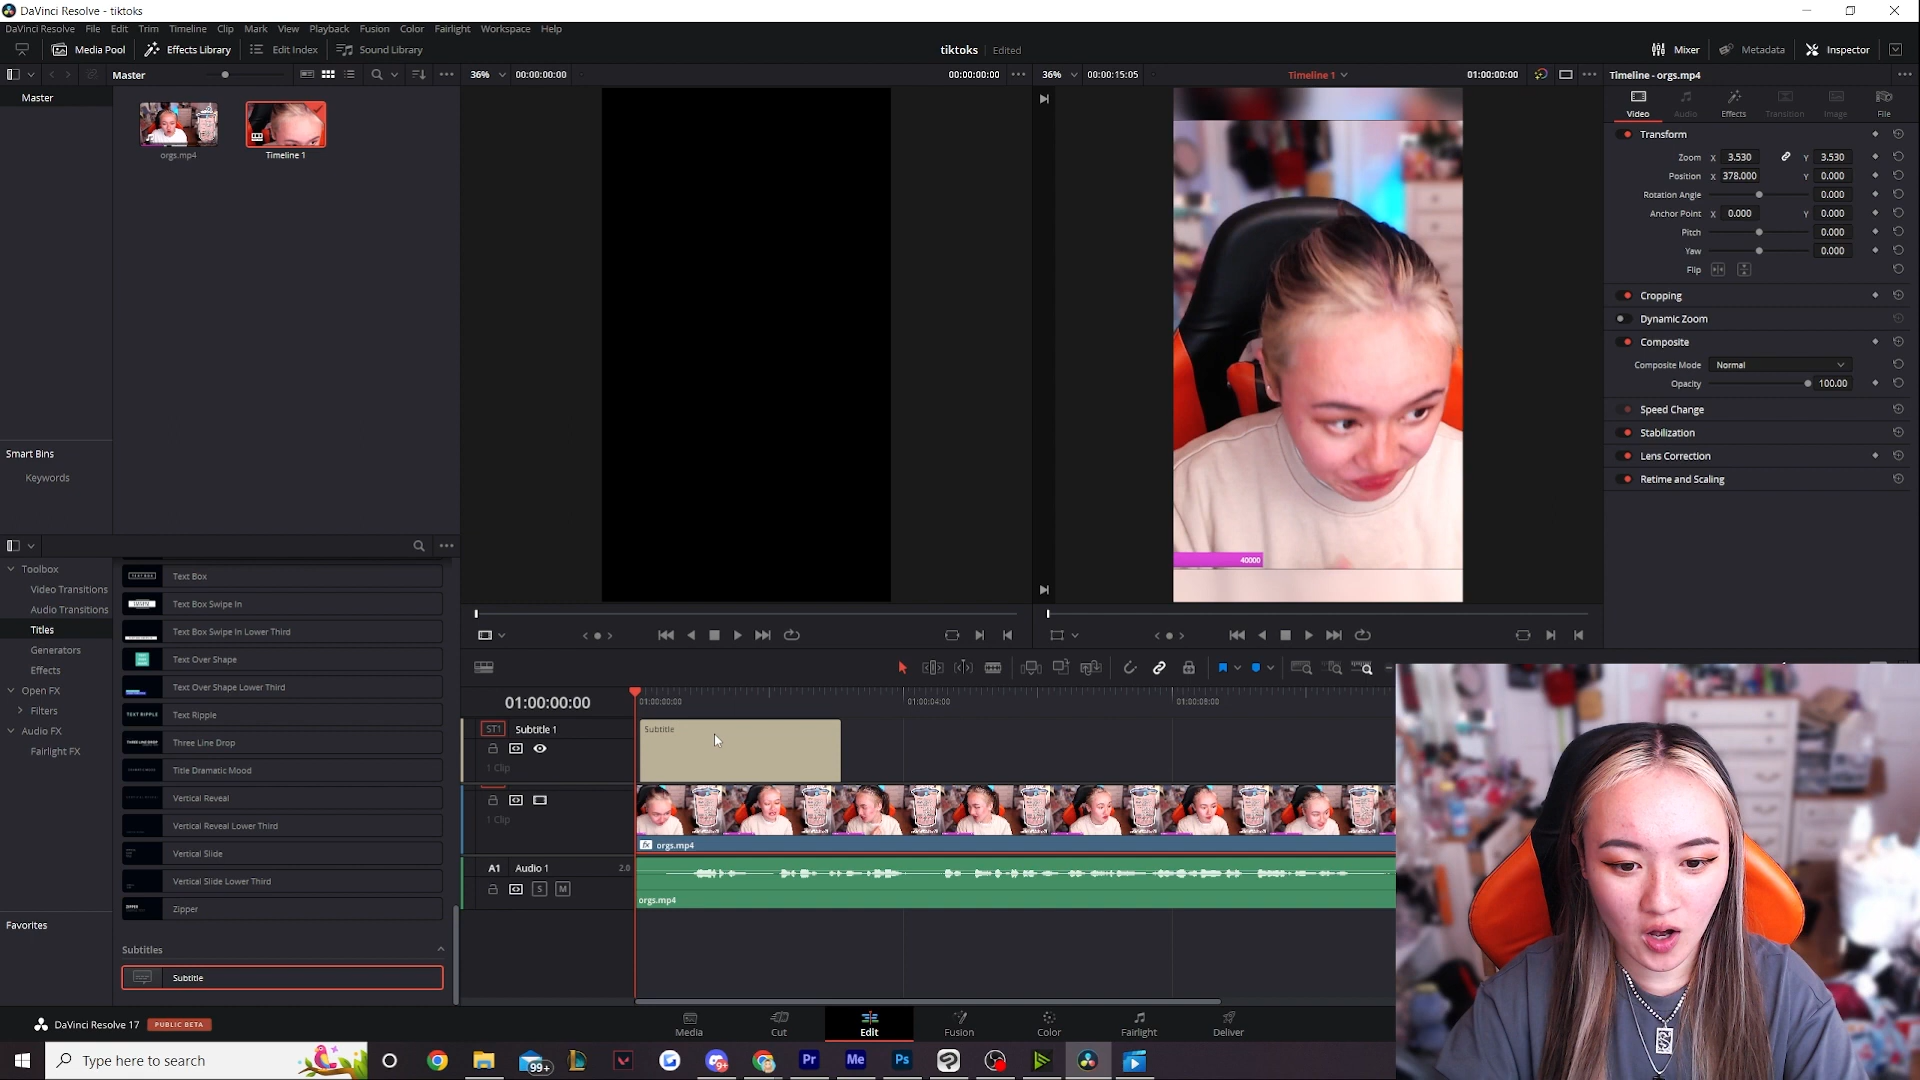 DaVinci Resolve - tiktoks
DaVinci Resolve File Edit Trim Timeline Clip Mark View Playback Fusion Color Fairlight Workspace Help
Media Pool Effects Library Edit Index Sound Library tiktoks Edited Mixer Metadata Inspector
Master 36% 00:00:00:00 00:00:00:00 36% 00:00:15:05 Timeline 1 01:00:00:00 Timeline - orgs.mp4
Master
orgs.mp4 Timeline 1
Smart Bins
Keywords
Video Audio Effects Transition Image File
Transform
Zoom X 3.530 Y 3.530
Position X 378.000 Y 0.000
Rotation Angle 0.000
Anchor Point X 0.000 Y 0.000
Pitch 0.000
Yaw 0.000
Flip
Cropping
Dynamic Zoom
Composite
Composite Mode Normal
Opacity 100.00
Speed Change
Stabilization
Lens Correction
Retime and Scaling
40000
Toolbox
Video Transitions
Audio Transitions
Titles
Generators
Effects
Open FX
Filters
Audio FX
Fairlight FX
Favorites
Text Box
Text Box Swipe In
Text Box Swipe In Lower Third
Text Over Shape
Text Over Shape Lower Third
TEXT RIPPLE Text Ripple
Three Line Drop
Title Dramatic Mood
Vertical Reveal
Vertical Reveal Lower Third
Vertical Slide
Vertical Slide Lower Third
Zipper
Subtitles
Subtitle
01:00:00:00 01:00:00:00 01:00:04:00 01:00:08:00
ST1 Subtitle 1 Subtitle
1 Clip
1 Clip
fx orgs.mp4
A1 Audio 1 2.0
S M
orgs.mp4
DaVinci Resolve 17 PUBLIC BETA
Media Cut Edit Fusion Color Fairlight Deliver
Type here to search 99+ Pr Me Ps